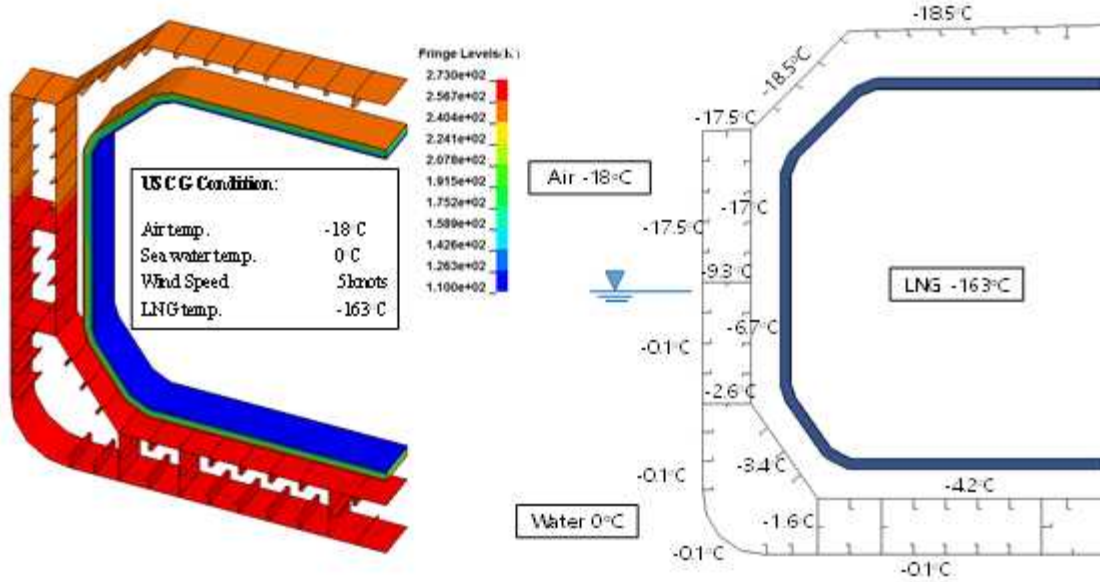 Fringe Levels(K)
2.730e+02
2.567e+02
2.404e+02
2.241e+02
2.078e+02
1.915e+02
1.752e+02
1.589e+02
1.426e+02
1.263e+02
1.100e+02
USCG Condition:
Air temp. -18°C
Sea water temp. 0°C
Wind Speed 5knots
LNG temp. -163°C
-18.5°C
-18.5°C
-17.5°C
Air -18°C
-17°C
-17.5°C
-9.3°C
LNG -163°C
-6.7°C
-0.1°C
-2.6°C
-3.4°C
-0.1°C
-4.2°C
Water 0°C
-1.6°C
-0.1°C
-0.1°C